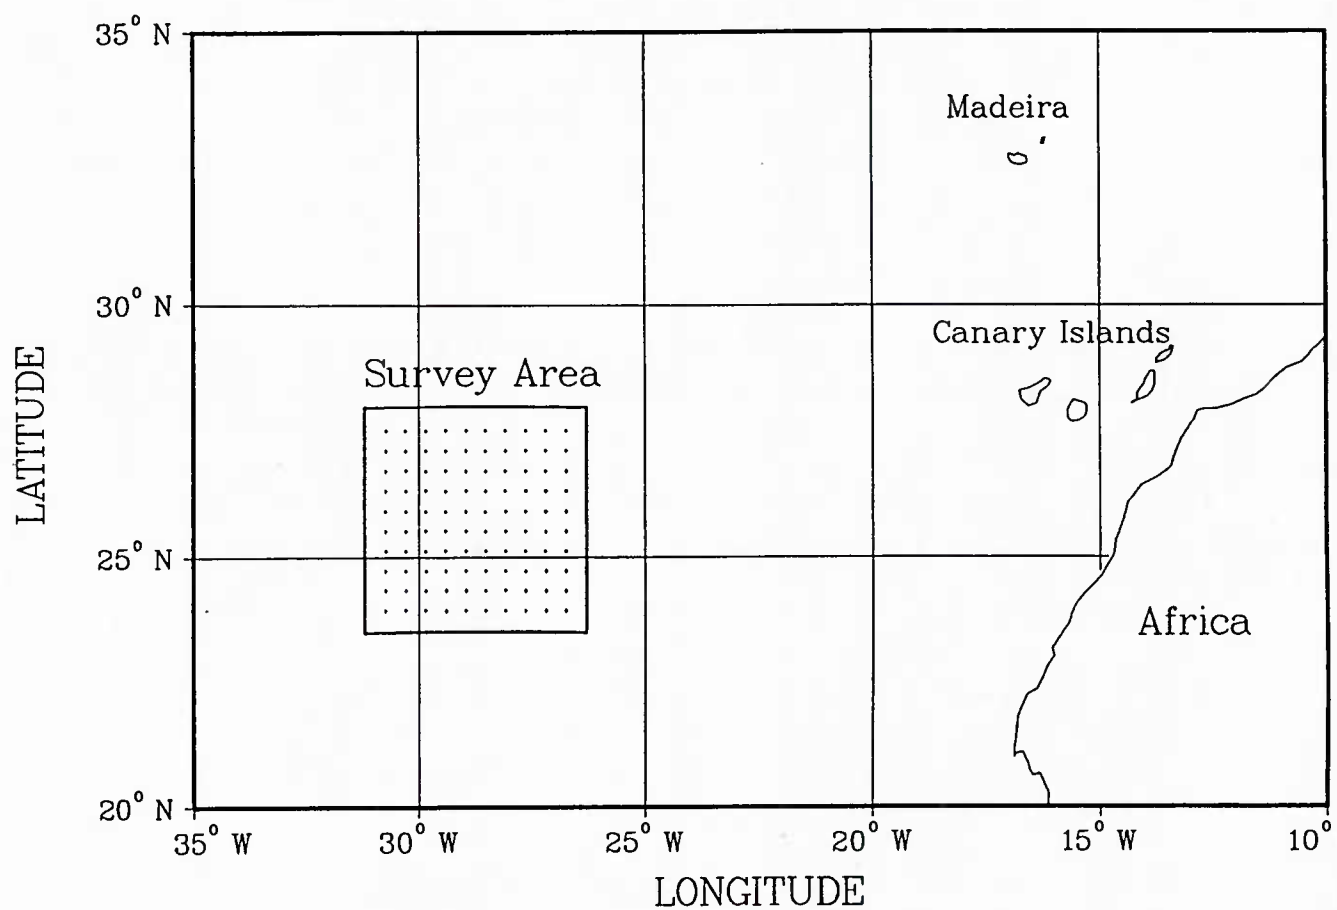 35° N
Madeira
30° N
Canary Islands
Survey Area
LATITUDE
25° N
Africa
20° N
35° W
30° W
25° W
20° W
15° W
10°
LONGITUDE